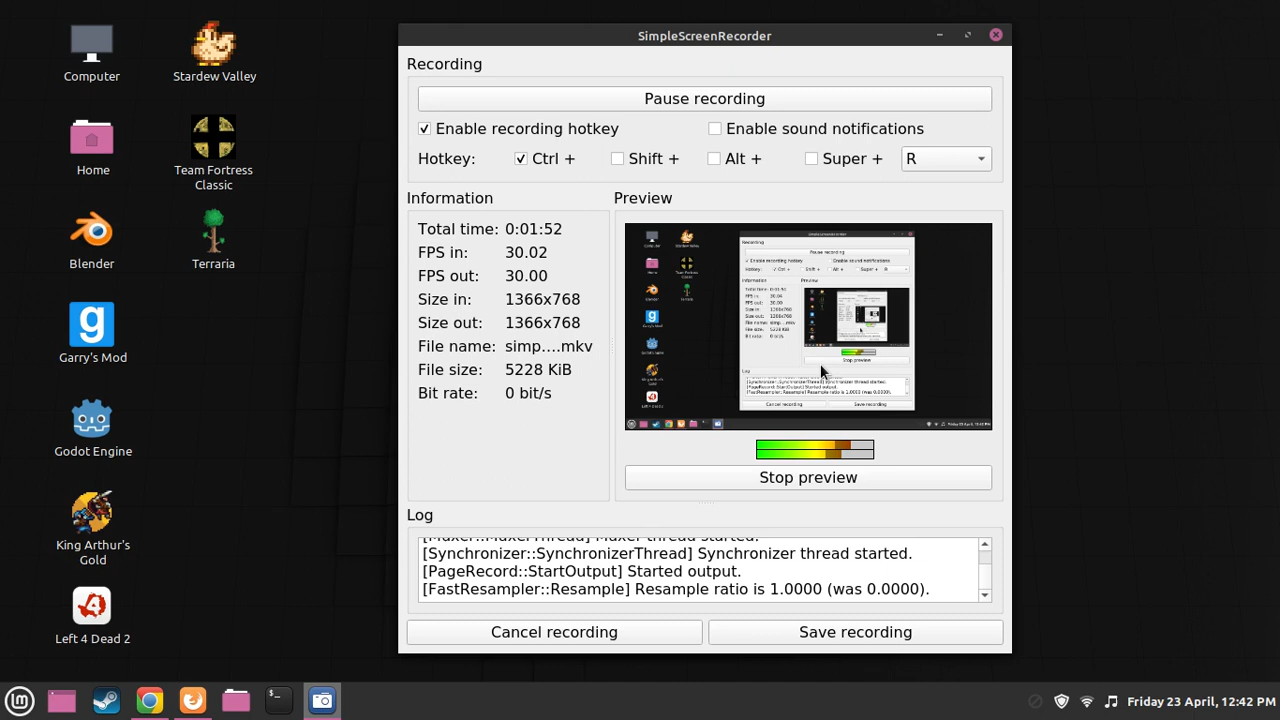 Computer
Stardew Valley
Home
Team Fortress
Classic
Blender
Terraria
Garry's Mod
Godot Engine
King Arthur's
Gold
Left 4 Dead 2
SimpleScreenRecorder
Recording
Pause recording
Enable recording hotkey
Enable sound notifications
Hotkey: Ctrl + Shift + Alt + Super + R
Information
Total time: 0:01:52
FPS in: 30.02
FPS out: 30.00
Size in: 1366x768
Size out: 1366x768
File name: simp....mkv
File size: 5228 KiB
Bit rate: 0 bit/s
Preview
Stop preview
Log
[Muxer::MuxerThread] Muxer thread started.
[Synchronizer::SynchronizerThread] Synchronizer thread started.
[PageRecord::StartOutput] Started output.
[FastResampler::Resample] Resample ratio is 1.0000 (was 0.0000).
Cancel recording
Save recording
Friday 23 April, 12:42 PM